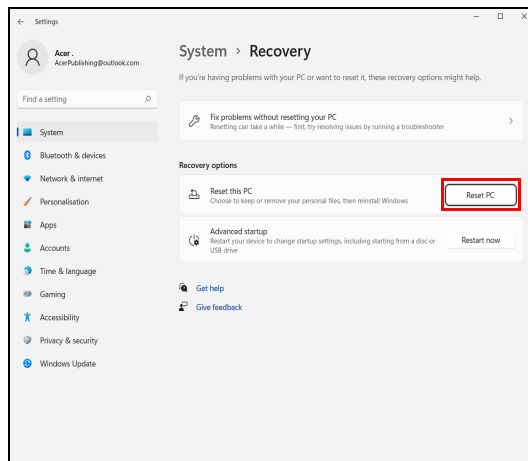 Settings
Acer .
AcerPublishing@outlook.com
Find a setting
System
Bluetooth & devices
Network & internet
Personalisation
Apps
Accounts
Time & language
Gaming
Accessibility
Privacy & security
Windows Update
System > Recovery
If you're having problems with your PC or want to reset it, these recovery options might help.
Fix problems without resetting your PC
Resetting can take a while — first, try resolving issues by running a troubleshooter
Recovery options
Reset this PC
Choose to keep or remove your personal files, then reinstall Windows
Reset PC
Advanced startup
Restart your device to change startup settings, including starting from a disc or
USB drive
Restart now
Get help
Give feedback